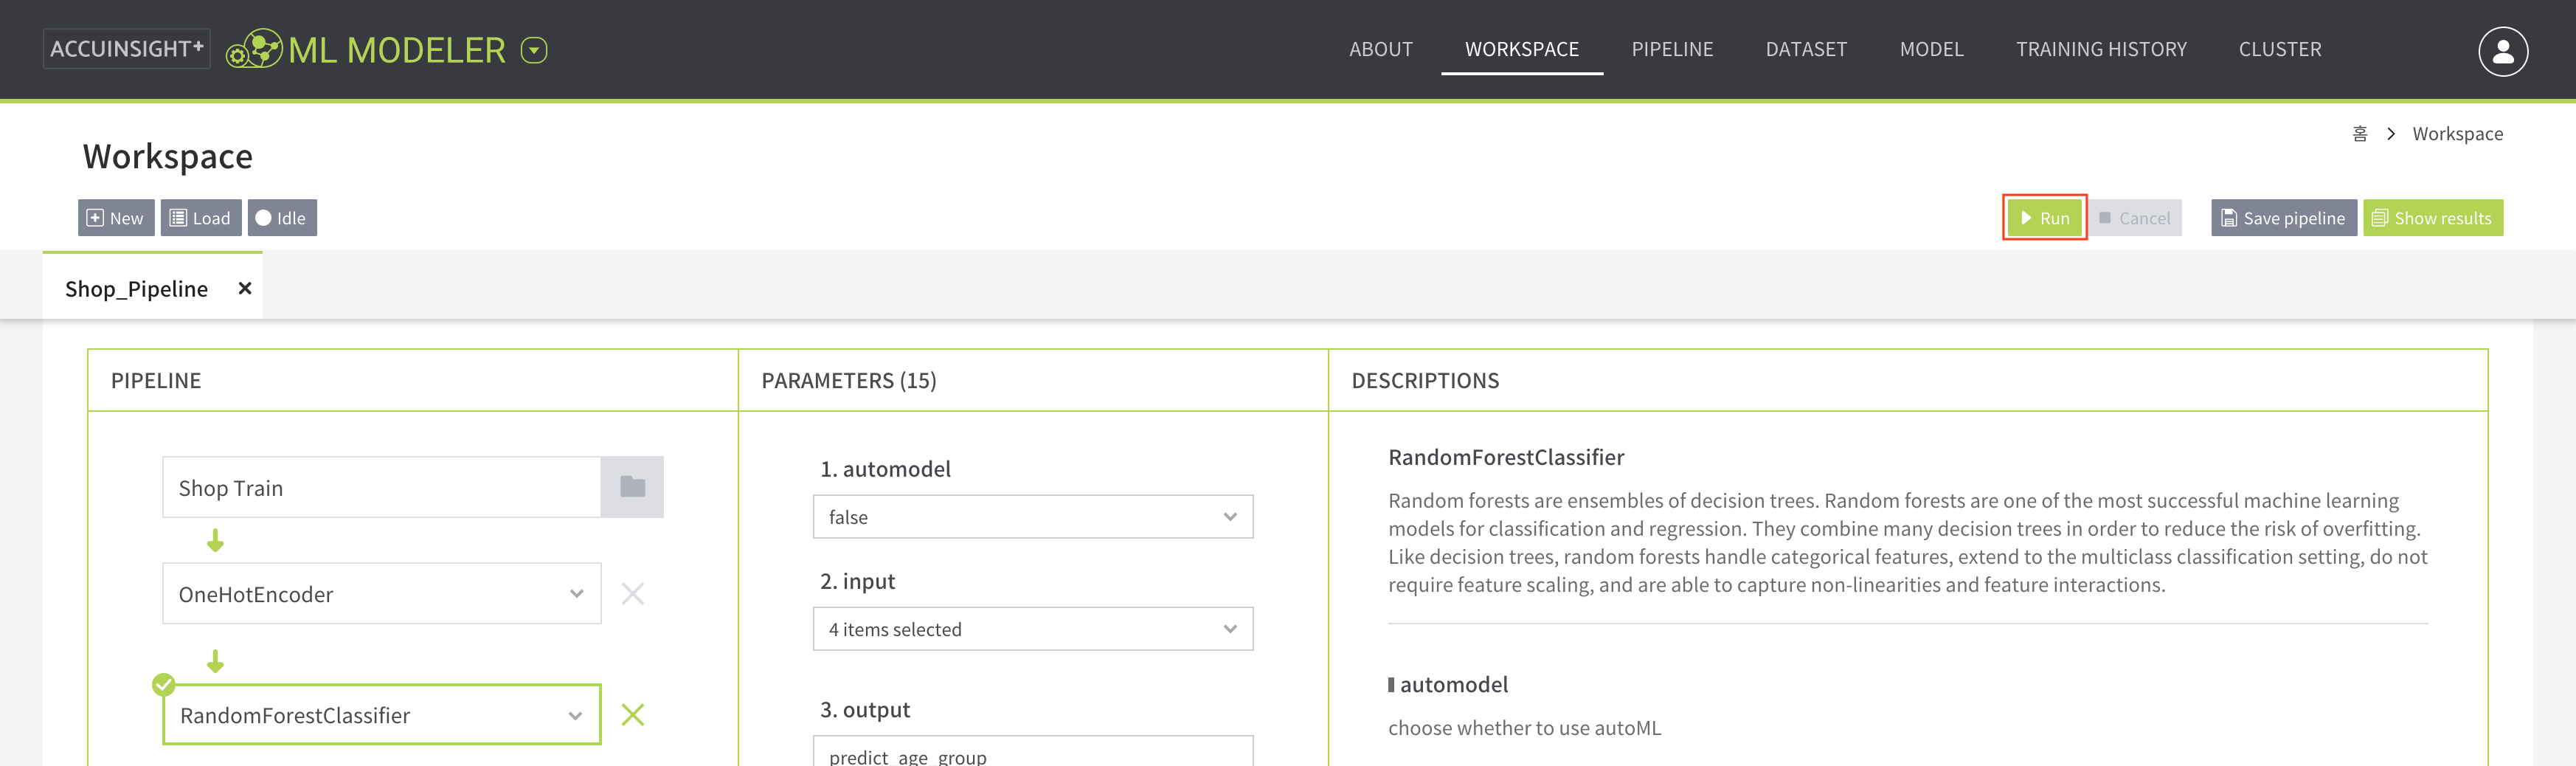 ACCUINSIGHT+ ML MODELER
ABOUT WORKSPACE PIPELINE DATASET MODEL TRAINING HISTORY CLUSTER
홈 > Workspace
Workspace
New Load Idle
Run Cancel Save pipeline Show results
Shop_Pipeline ×
PIPELINE
Shop Train
OneHotEncoder
RandomForestClassifier
PARAMETERS (15)
1. automodel
false
2. input
4 items selected
3. output
predict_age_group
DESCRIPTIONS
RandomForestClassifier
Random forests are ensembles of decision trees. Random forests are one of the most successful machine learning
models for classification and regression. They combine many decision trees in order to reduce the risk of overfitting.
Like decision trees, random forests handle categorical features, extend to the multiclass classification setting, do not
require feature scaling, and are able to capture non-linearities and feature interactions.
automodel
choose whether to use autoML